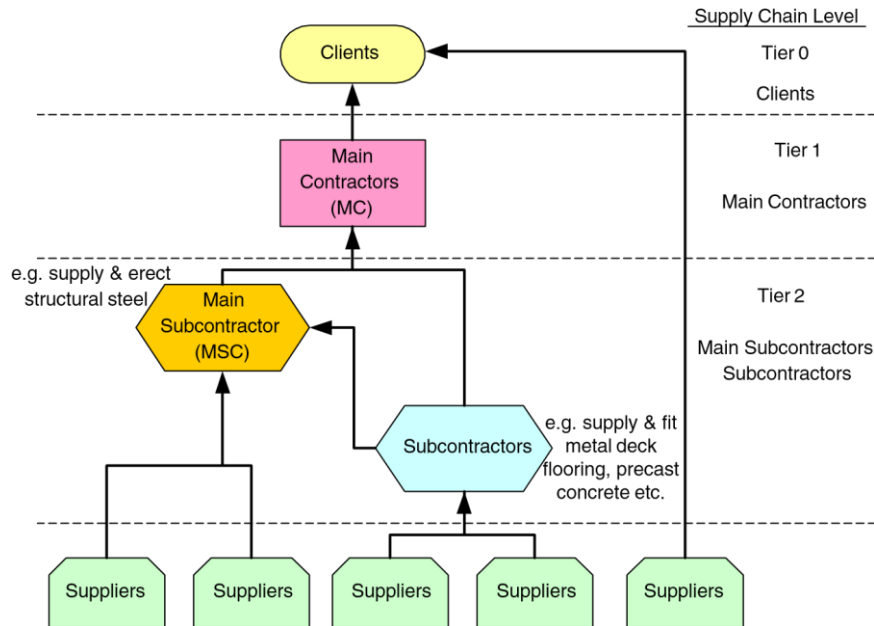 Supply Chain Level
Clients
Tier 0
Clients
Main
Contractors
(MC)
Tier 1
Main Contractors
e.g. supply & erect
structural steel
Main
Subcontractor
(MSC)
Tier 2
Main Subcontractors
Subcontractors
Subcontractors
e.g. supply & fit
metal deck
flooring, precast
concrete etc.
Suppliers
Suppliers
Suppliers
Suppliers
Suppliers